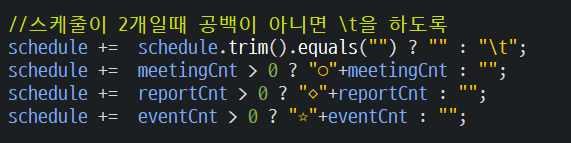 //스케줄이 2개일때 공백이 아니면 \t을 하도록
schedule +=  schedule.trim().equals("") ? "" : "\t";
schedule +=  meetingCnt > 0 ? "○"+meetingCnt : "";
schedule +=  reportCnt > 0 ? "◇"+reportCnt : "";
schedule +=  eventCnt > 0 ? "☆"+eventCnt : "";